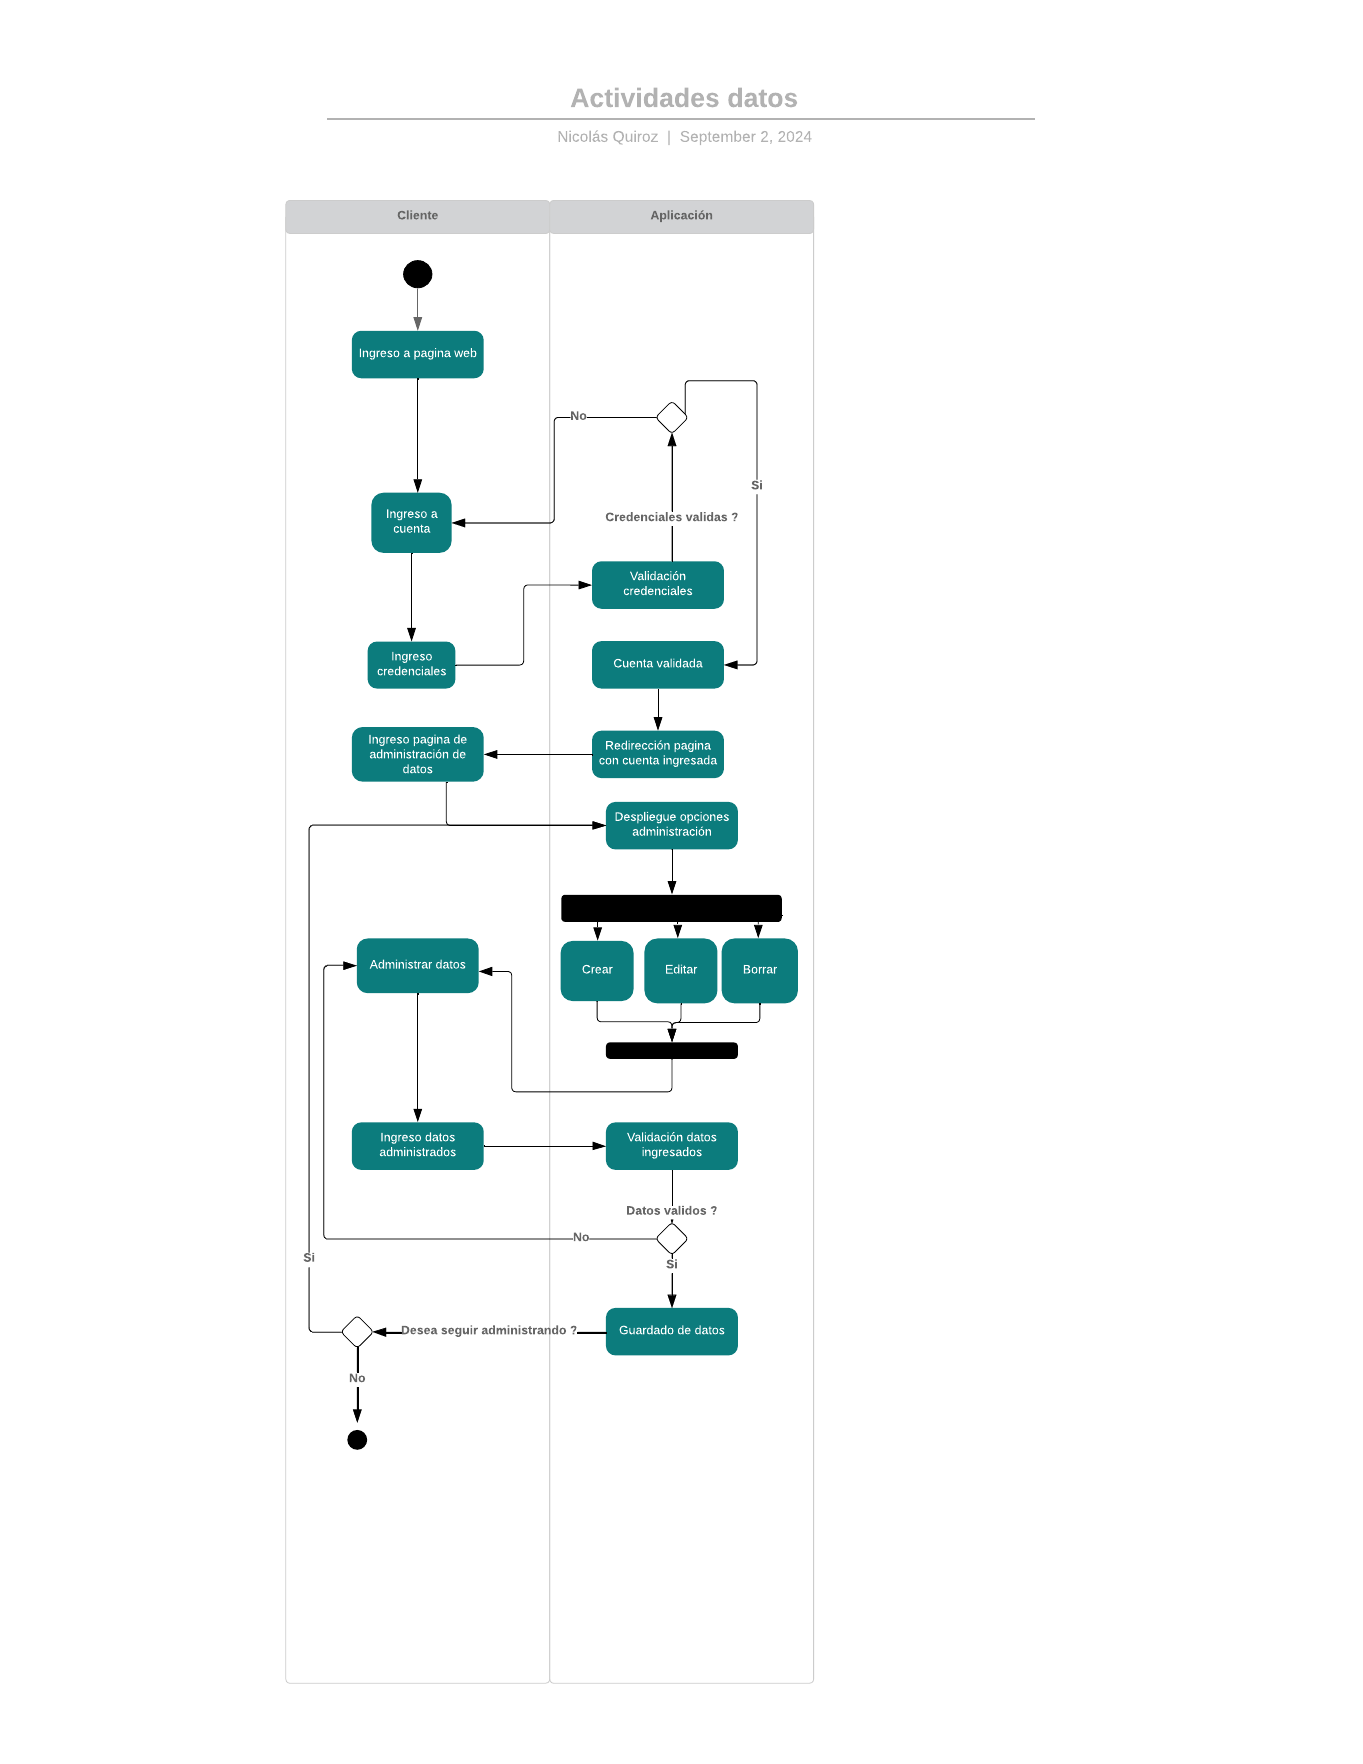 Actividades datos
Nicolás Quiroz | September 2, 2024
Cliente
Aplicación
Ingreso a pagina web
No
Si
Ingreso a
cuenta
Credenciales validas ?
Validación
credenciales
Ingreso
credenciales
Cuenta validada
Ingreso pagina de
administración de
datos
Redirección pagina
con cuenta ingresada
Despliegue opciones
administración
Administrar datos
Crear
Editar
Borrar
Ingreso datos
administrados
Validación datos
ingresados
Datos validos ?
No
Si
Si
Desea seguir administrando ?
Guardado de datos
No